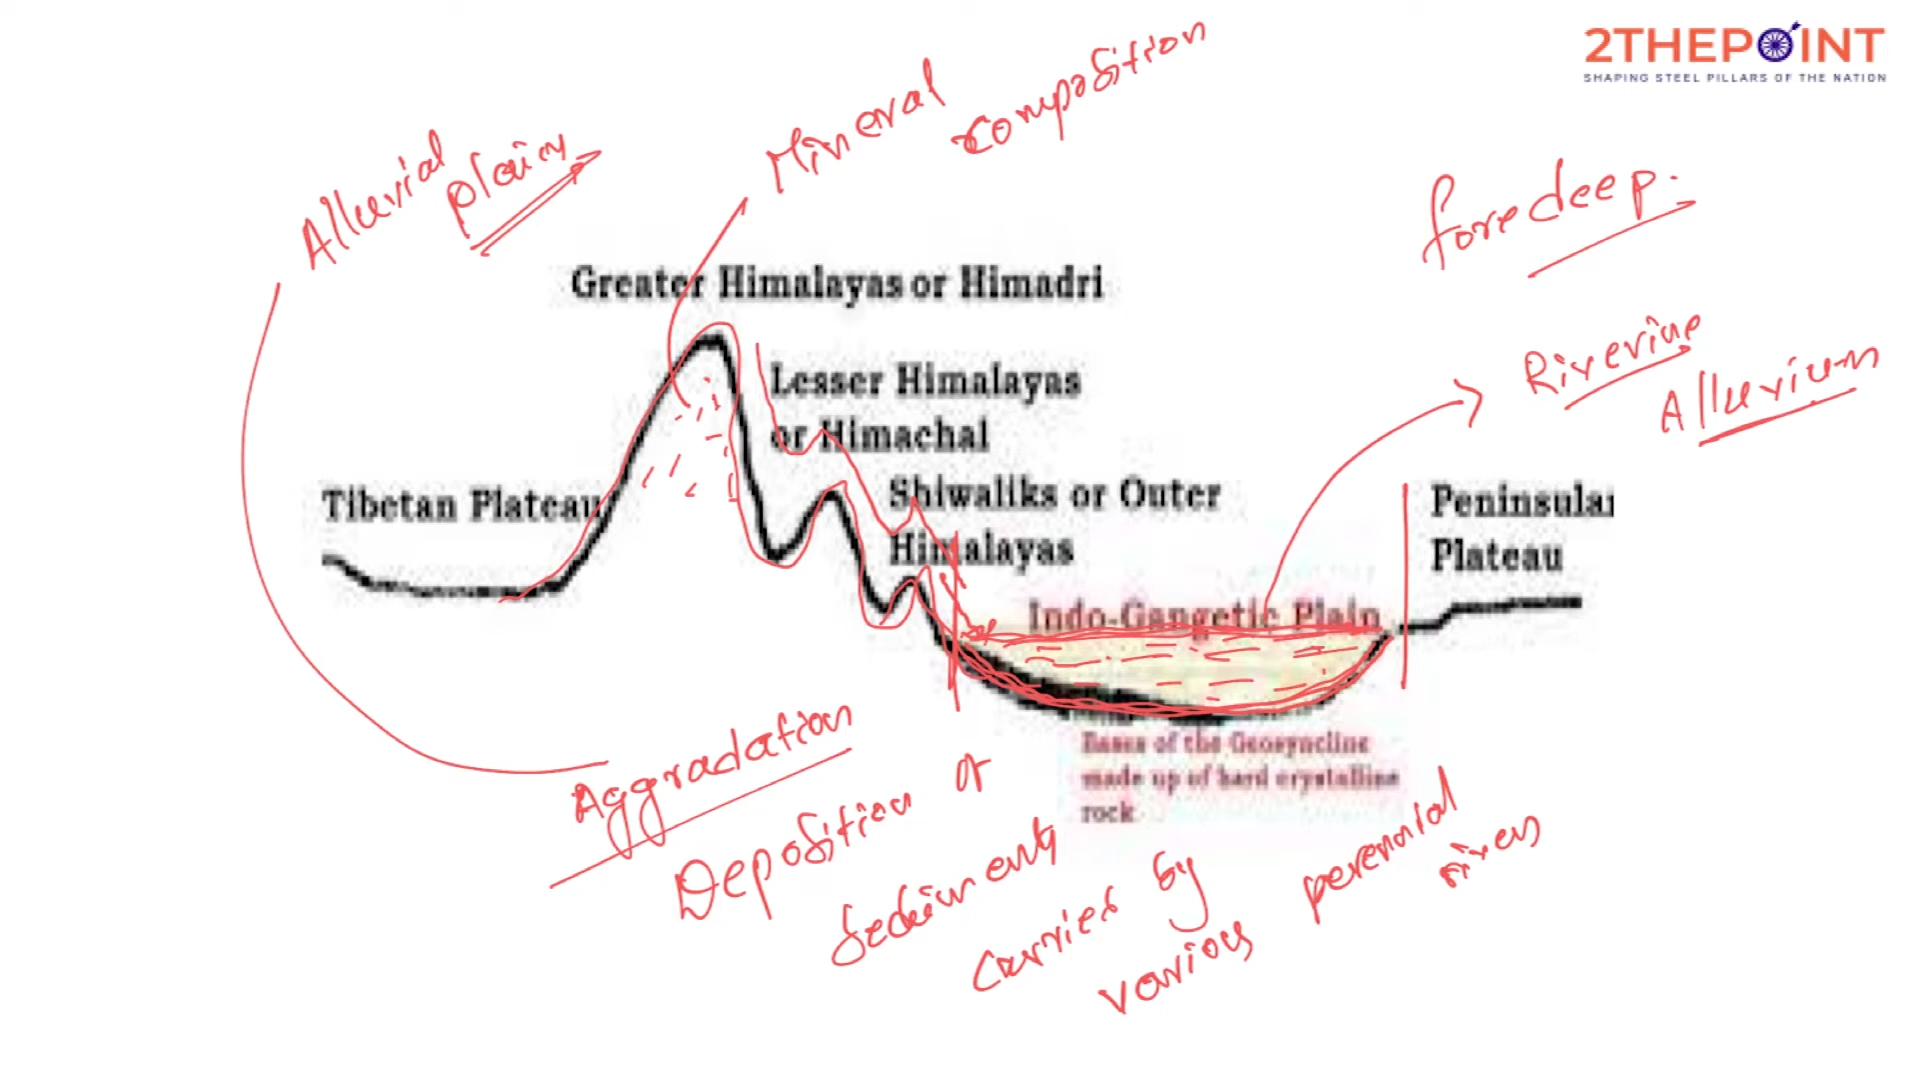 2THEPOINT
SHAPING STEEL PILLARS OF THE NATION
Mineral composition
Alluvial
plain
foredeep.
Greater Himalayas or Himadri
Riverine
Alluvium
Lesser Himalayas
or Himachal
Tibetan Plateau
Shiwaliks or Outer
Himalayas
Peninsular
Plateau
Indo-Gangetic Plain
Bases of the Geosyncline
made up of hard crystalline
rock
Aggradation
Deposition of
sediments
carried by
various perennial
rivers